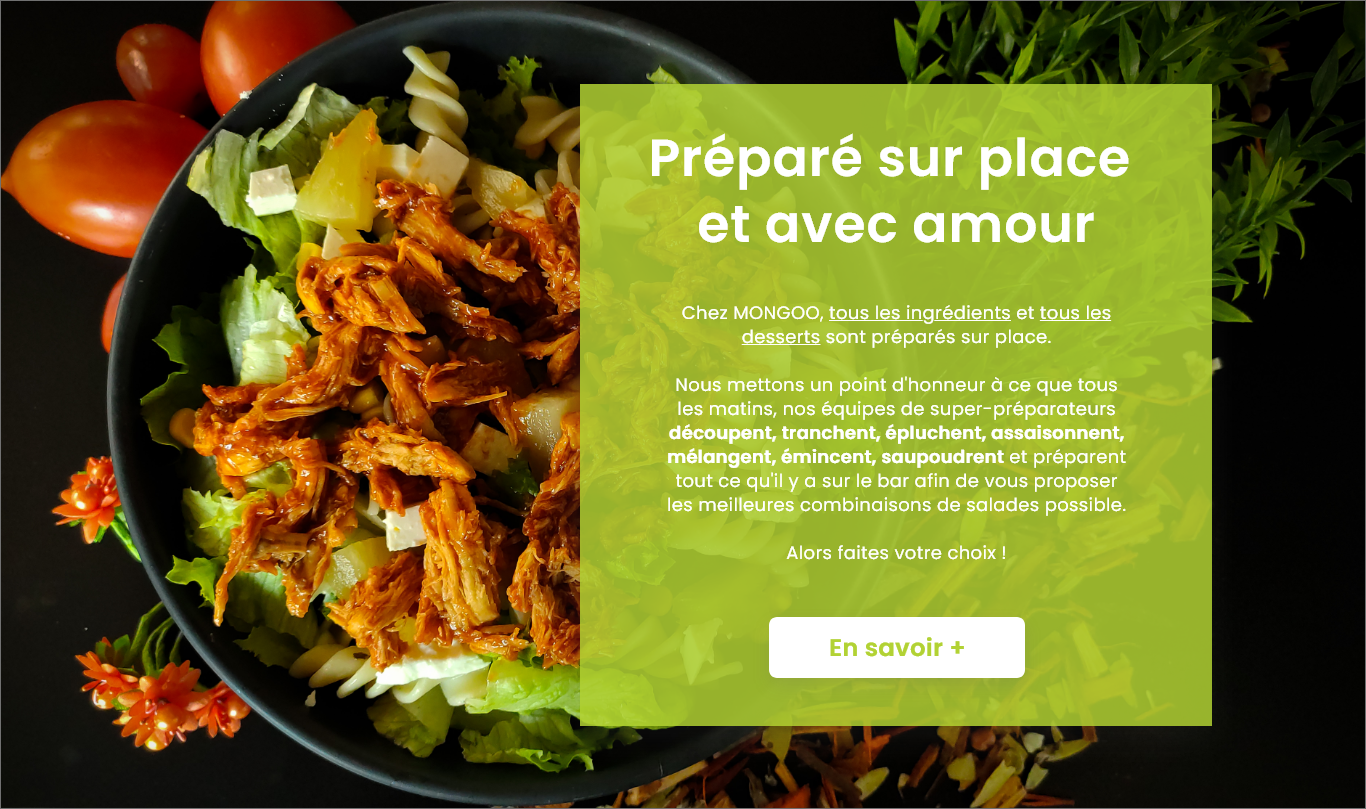 Préparé sur place
et avec amour
Chez MONGOO, tous les ingrédients et tous les
desserts sont préparés sur place.
Nous mettons un point d'honneur à ce que tous
les matins, nos équipes de super-préparateurs
découpent, tranchent, épluchent, assaisonnent,
mélangent, émincent, saupoudrent et préparent
tout ce qu'il y a sur le bar afin de vous proposer
les meilleures combinaisons de salades possible.
Alors faites votre choix !
En savoir +